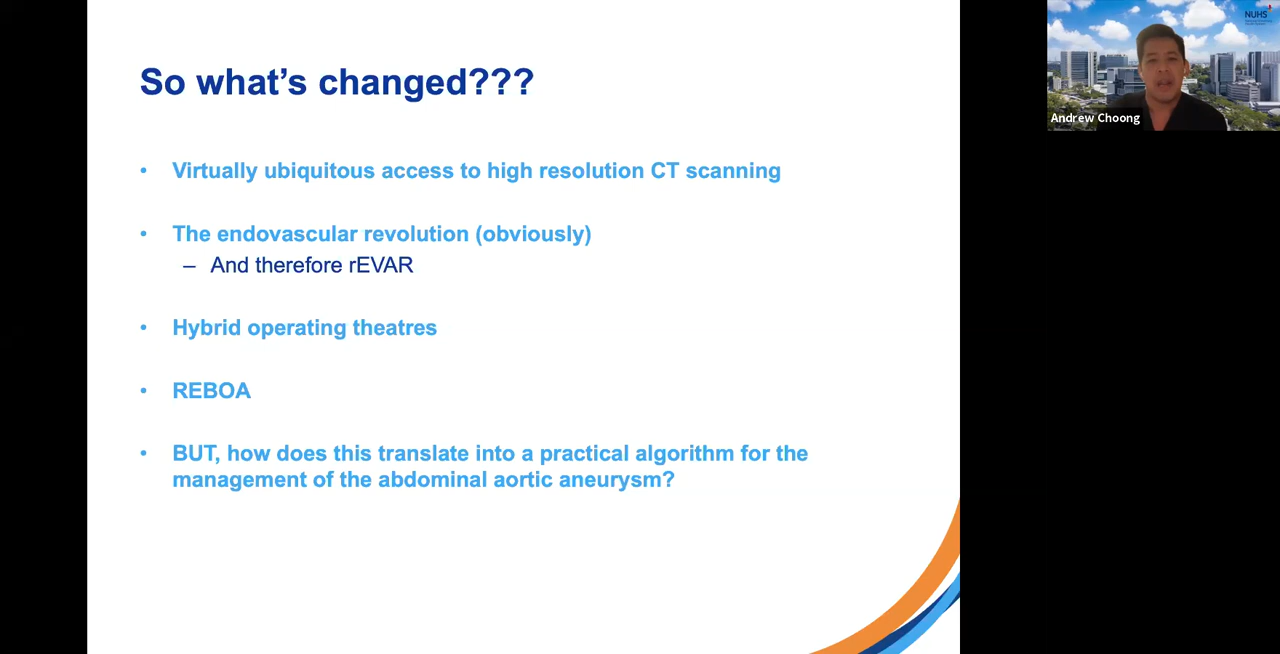 So what's changed???
• Virtually ubiquitous access to high resolution CT scanning
• The endovascular revolution (obviously)
– And therefore rEVAR
• Hybrid operating theatres
• REBOA
• BUT, how does this translate into a practical algorithm for the
management of the abdominal aortic aneurysm?
NUHS
Andrew Choong